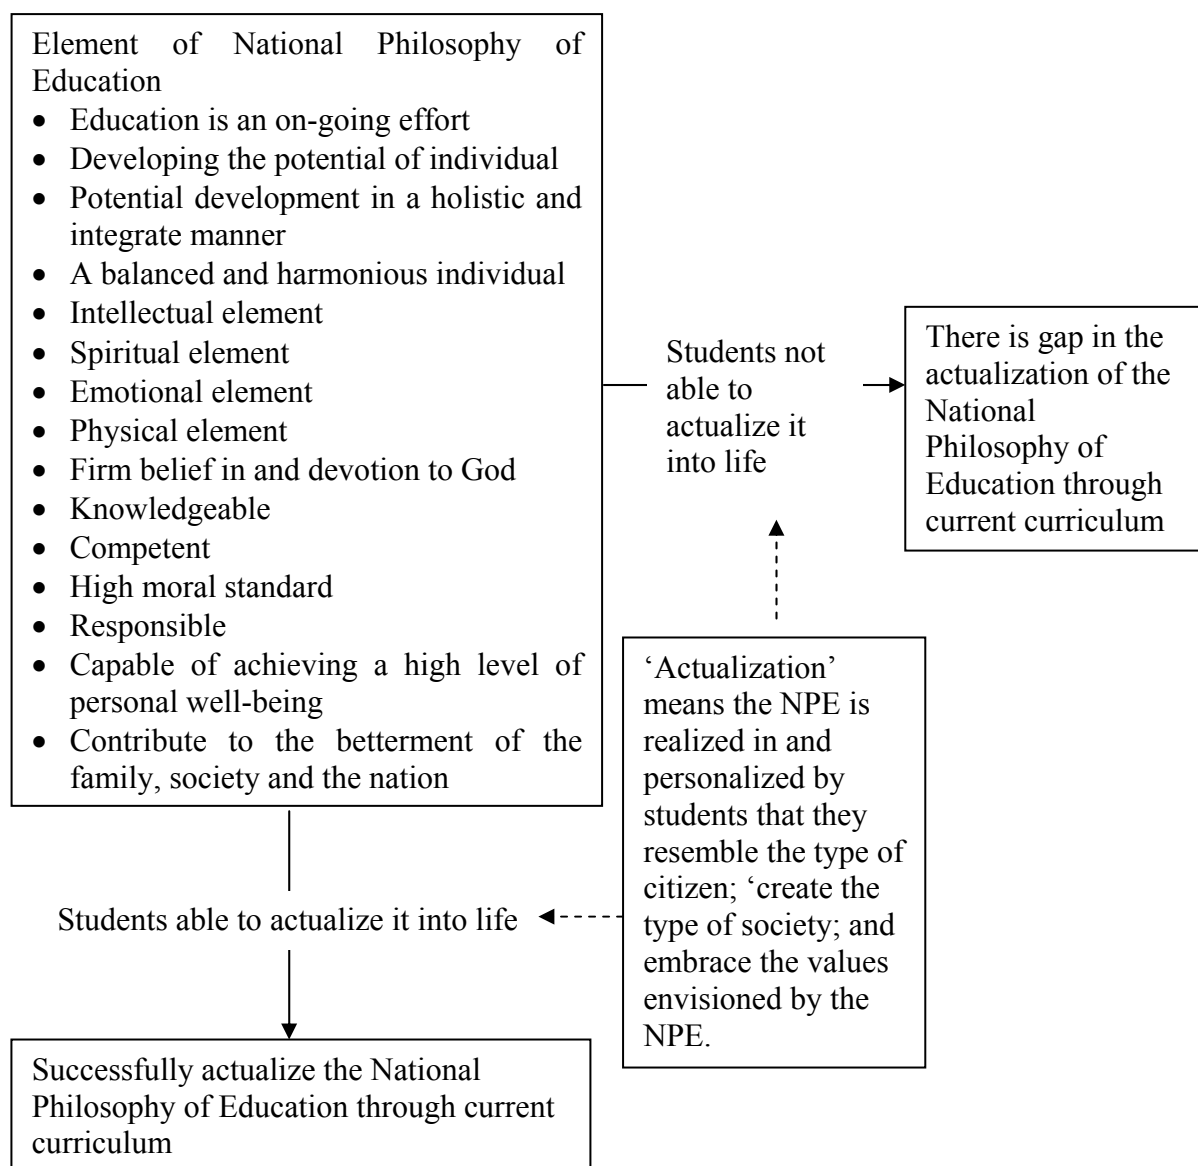 Element of National Philosophy of
Education
• Education is an on-going effort
• Developing the potential of individual
• Potential development in a holistic and
integrate manner
• A balanced and harmonious individual
• Intellectual element
• Spiritual element
• Emotional element
• Physical element
• Firm belief in and devotion to God
• Knowledgeable
• Competent
• High moral standard
• Responsible
• Capable of achieving a high level of
personal well-being
• Contribute to the betterment of the
family, society and the nation
Students not
able to
actualize it
into life
There is gap in the
actualization of the
National
Philosophy of
Education through
current curriculum
‘Actualization’
means the NPE is
realized in and
personalized by
students that they
resemble the type of
citizen; ‘create the
type of society; and
embrace the values
envisioned by the
NPE.
Students able to actualize it into life
Successfully actualize the National
Philosophy of Education through current
curriculum